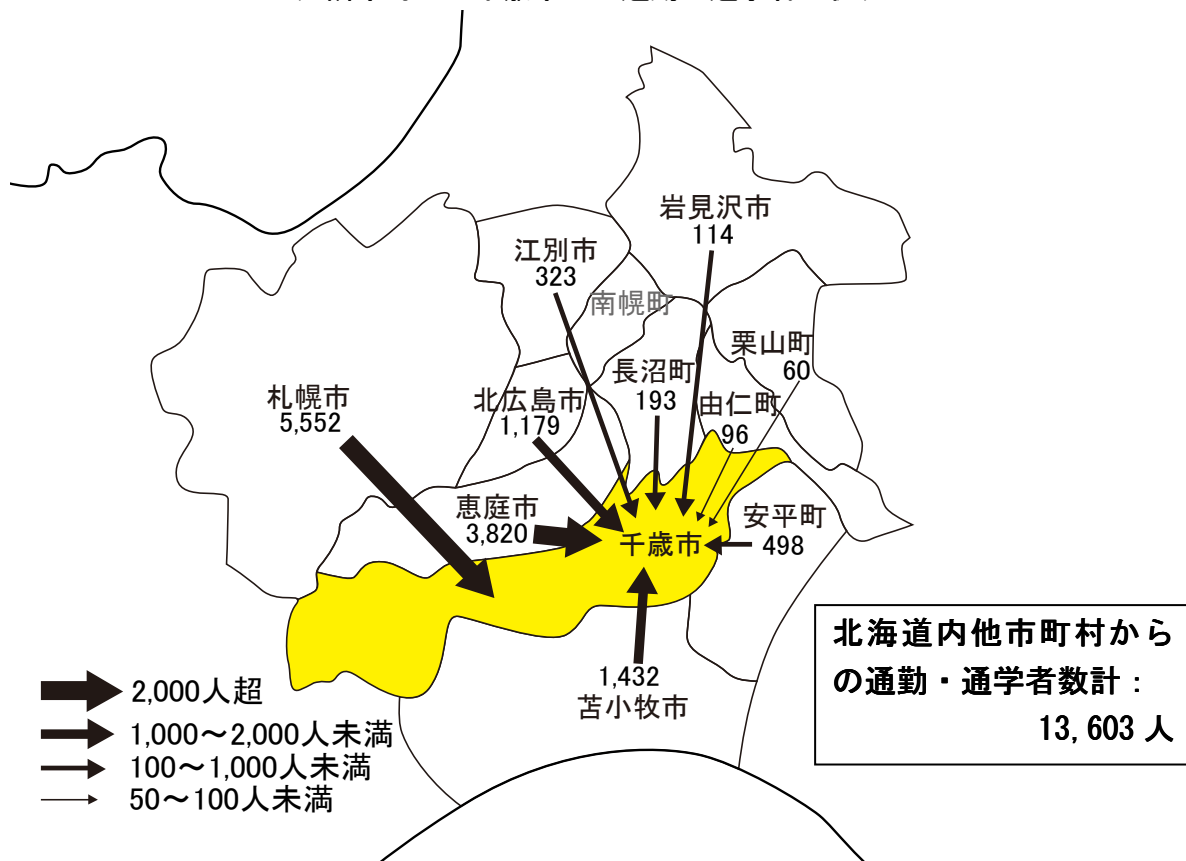 岩見沢市
114
江別市
323
南幌町
栗山町
60
長沼町
193
由仁町
96
札幌市
5,552
北広島市
1,179
恵庭市
3,820
千歳市
安平町
498
1,432
苫小牧市
北海道内他市町村から
の通勤・通学者数計：
13,603 人
2,000人超
1,000～2,000人未満
100～1,000人未満
50～100人未満